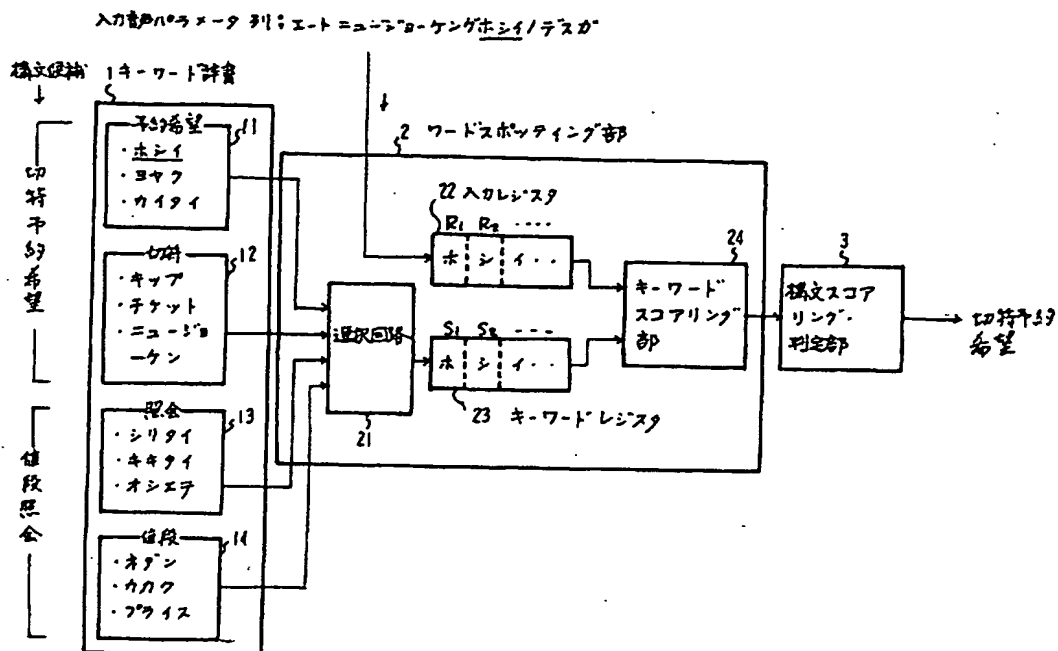 入力音声パラメータ列:エート ニュージョーケングホシイノデスガ
構文候補
1 キーワード辞書
予約希望
11
・ホシイ
・ヨヤク
・カイタイ
切符予約希望
切符
12
・キップ
・チケット
・ニュージョ
ーケン
照会
13
・シリタイ
・キキタイ
・オシエヲ
値段照会
値段
14
・オダン
・カカク
・プライス
2 ワードスポッティング部
選択回路
21
22 入力レジスタ
R1 R2 ....
ホ シ イ・・
S1 S2 ---
ホ シ イ・・
23 キーワードレジスタ
24
キーワード
スコアリング
部
3
構文スコア
リング・
判定部
切符予約
希望